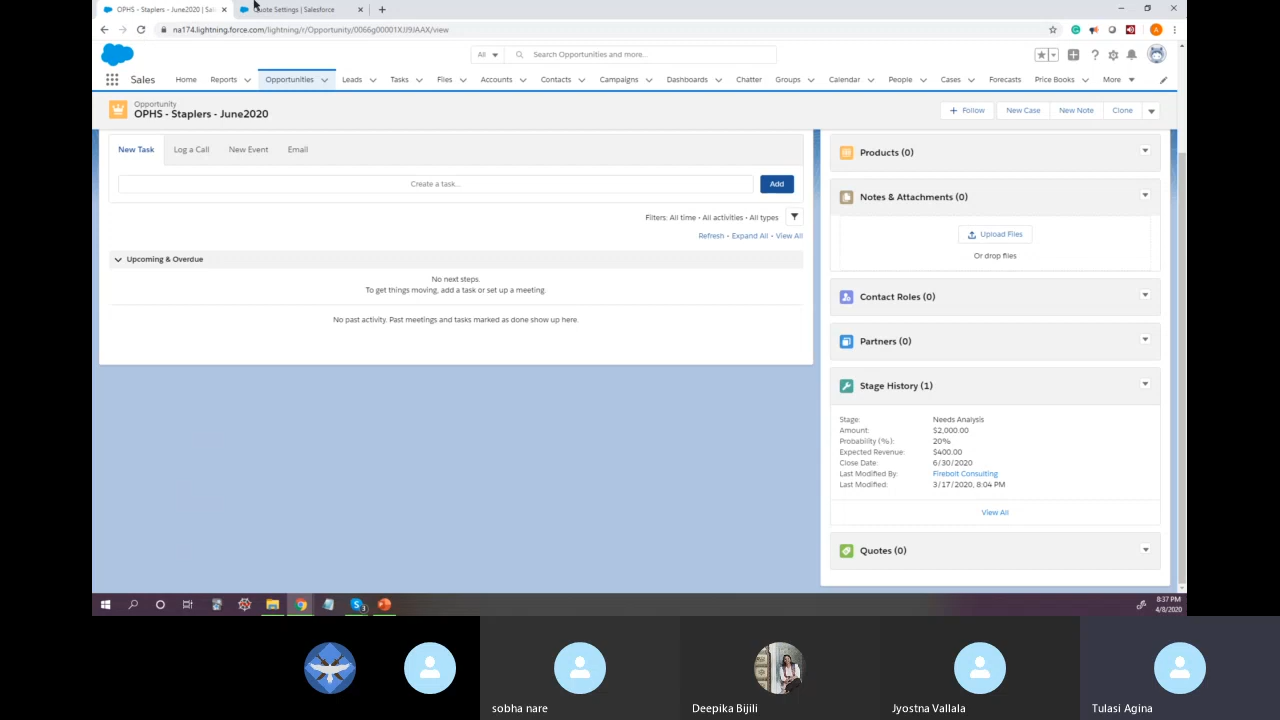 OPHS - Staplers - June2020 | Sal
Quote Settings | Salesforce
na174.lightning.force.com/lightning/r/Opportunity/0066g00001XJJ9JAAX/view
All
Search Opportunities and more...
Sales
Home
Reports
Opportunities
Leads
Tasks
Files
Accounts
Contacts
Campaigns
Dashboards
Chatter
Groups
Calendar
People
Cases
Forecasts
Price Books
More
Opportunity
OPHS - Staplers - June2020
Follow
New Case
New Note
Clone
New Task
Log a Call
New Event
Email
Create a task...
Add
Filters: All time • All activities • All types
Refresh • Expand All • View All
Upcoming & Overdue
No next steps.
To get things moving, add a task or set up a meeting.
No past activity. Past meetings and tasks marked as done show up here.
Products (0)
Notes & Attachments (0)
Upload Files
Or drop files
Contact Roles (0)
Partners (0)
Stage History (1)
Stage: Needs Analysis
Amount: $2,000.00
Probability (%): 20%
Expected Revenue: $400.00
Close Date: 6/30/2020
Last Modified By: Firebolt Consulting
Last Modified: 3/17/2020, 8:04 PM
View All
Quotes (0)
8:37 PM
4/8/2020
sobha nare
Deepika Bijili
Jyostna Vallala
Tulasi Agina